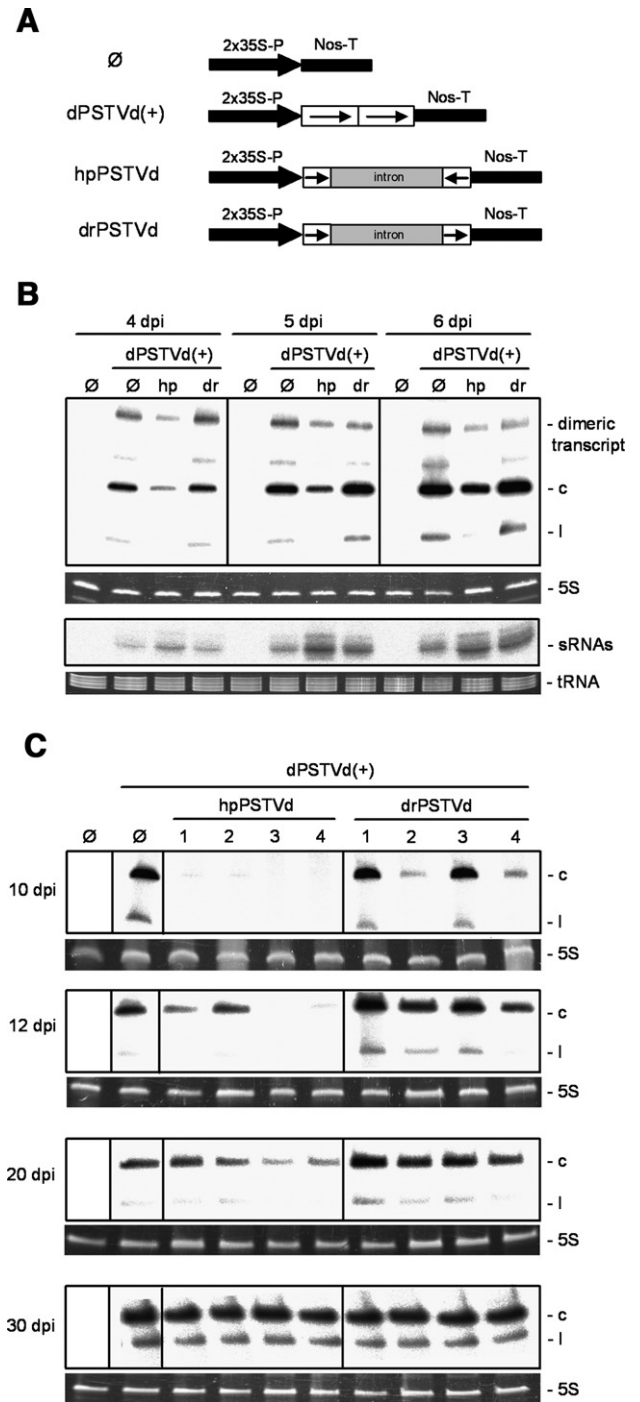 A
Ø 2x35S-P Nos-T
dPSTVd(+) 2x35S-P Nos-T
hpPSTVd 2x35S-P intron Nos-T
drPSTVd 2x35S-P intron Nos-T
B
4 dpi 5 dpi 6 dpi
dPSTVd(+) dPSTVd(+) dPSTVd(+)
Ø Ø hp dr Ø Ø hp dr Ø Ø hp dr
- dimeric
transcript
- c
- l
- 5S
- sRNAs
- tRNA
C
dPSTVd(+)
hpPSTVd drPSTVd
Ø Ø 1 2 3 4 1 2 3 4
10 dpi
- c
- l
- 5S
12 dpi
- c
- l
- 5S
20 dpi
- c
- l
- 5S
30 dpi
- c
- l
- 5S